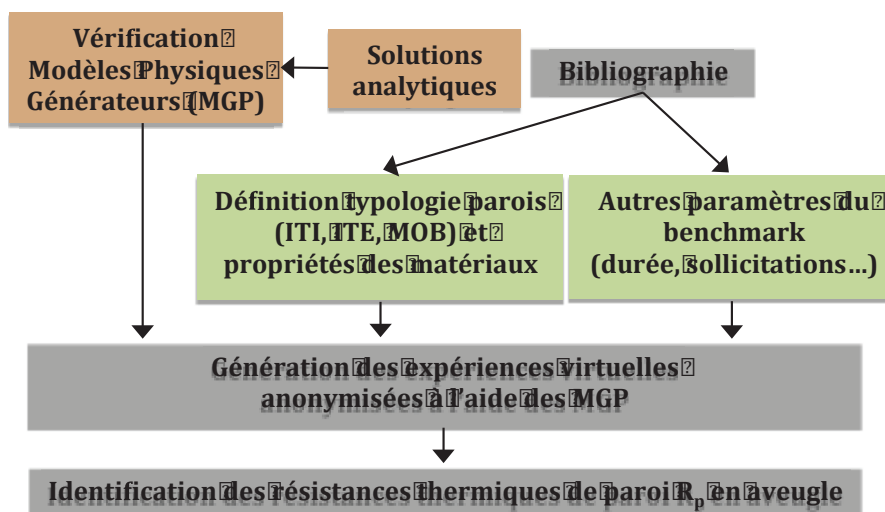 Vérification
Modèles Physiques
Générateurs (MGP)
Solutions
analytiques
Bibliographie
Définition typologie parois
(ITI, ITE, MOB) et
propriétés des matériaux
Autres paramètres du
benchmark
(durée, sollicitations…)
Génération des expériences virtuelles
anonymisées à l'aide des MGP
Identification des résistances thermiques de paroi Rp en aveugle